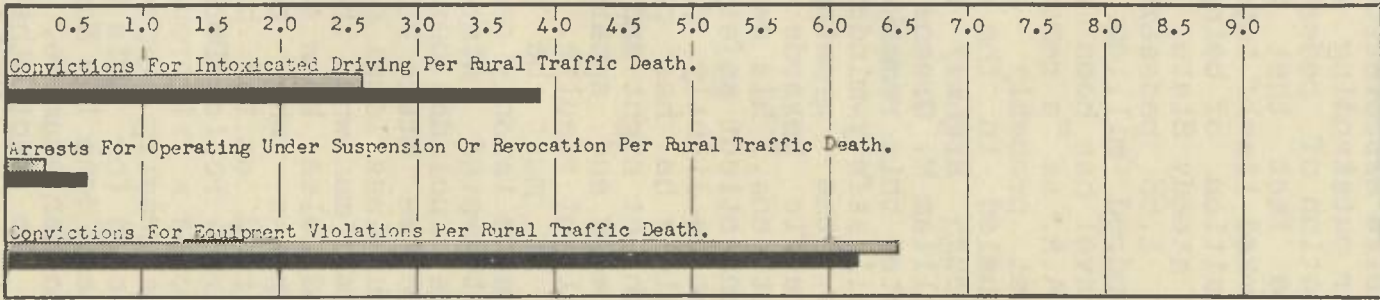 0.5 1.0 1.5 2.0 2.5 3.0 3.5 4.0 4.5 5.0 5.5 6.0 6.5 7.0 7.5 8.0 8.5 9.0
Convictions For Intoxicated Driving Per Rural Traffic Death.
Arrests For Operating Under Suspension Or Revocation Per Rural Traffic Death.
Convictions For Equipment Violations Per Rural Traffic Death.